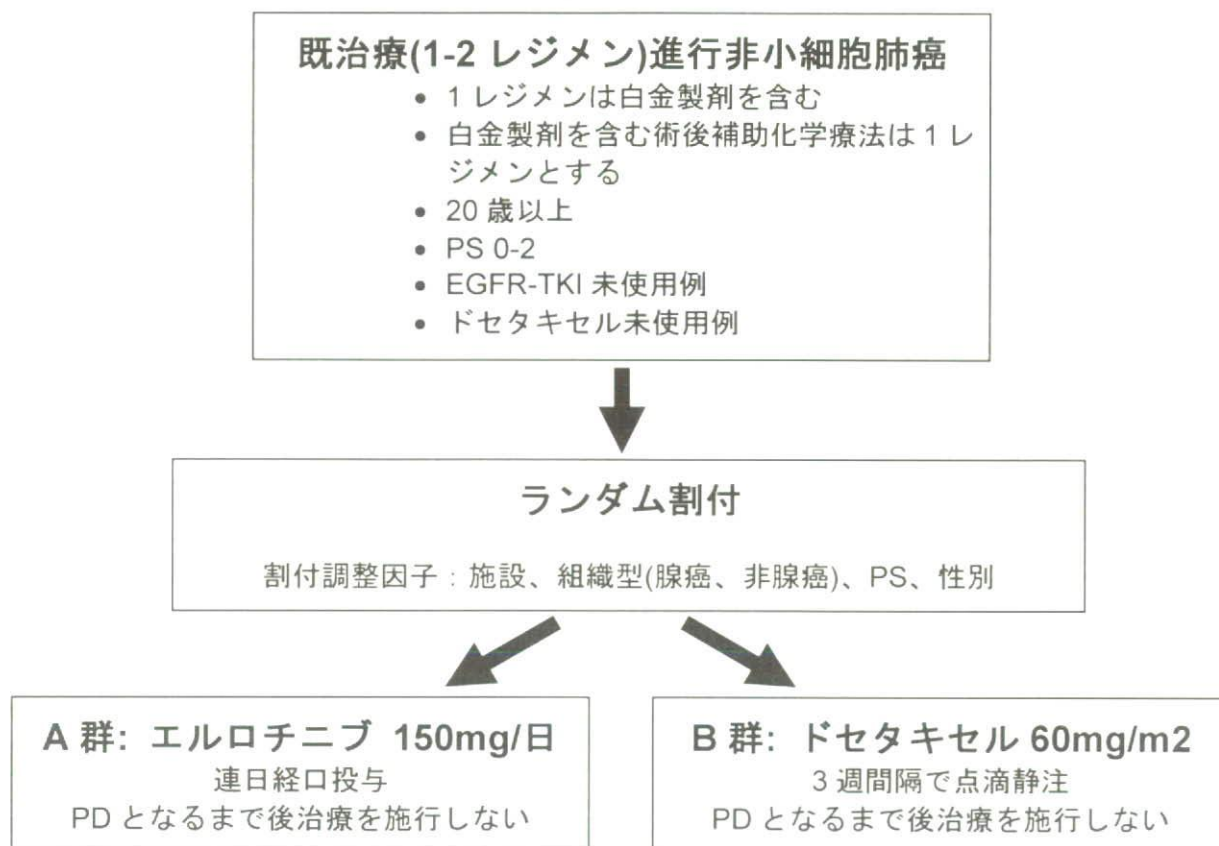 既治療(1-2 レジメン)進行非小細胞肺癌
• 1 レジメンは白金製剤を含む
• 白金製剤を含む術後補助化学療法は 1 レ
ジメンとする
• 20 歳以上
• PS 0-2
• EGFR-TKI 未使用例
• ドセタキセル未使用例
ランダム割付
割付調整因子：施設、組織型(腺癌、非腺癌)、PS、性別
A 群: エルロチニブ 150mg/日
連日経口投与
PD となるまで後治療を施行しない
B 群: ドセタキセル 60mg/m2
3 週間隔で点滴静注
PD となるまで後治療を施行しない